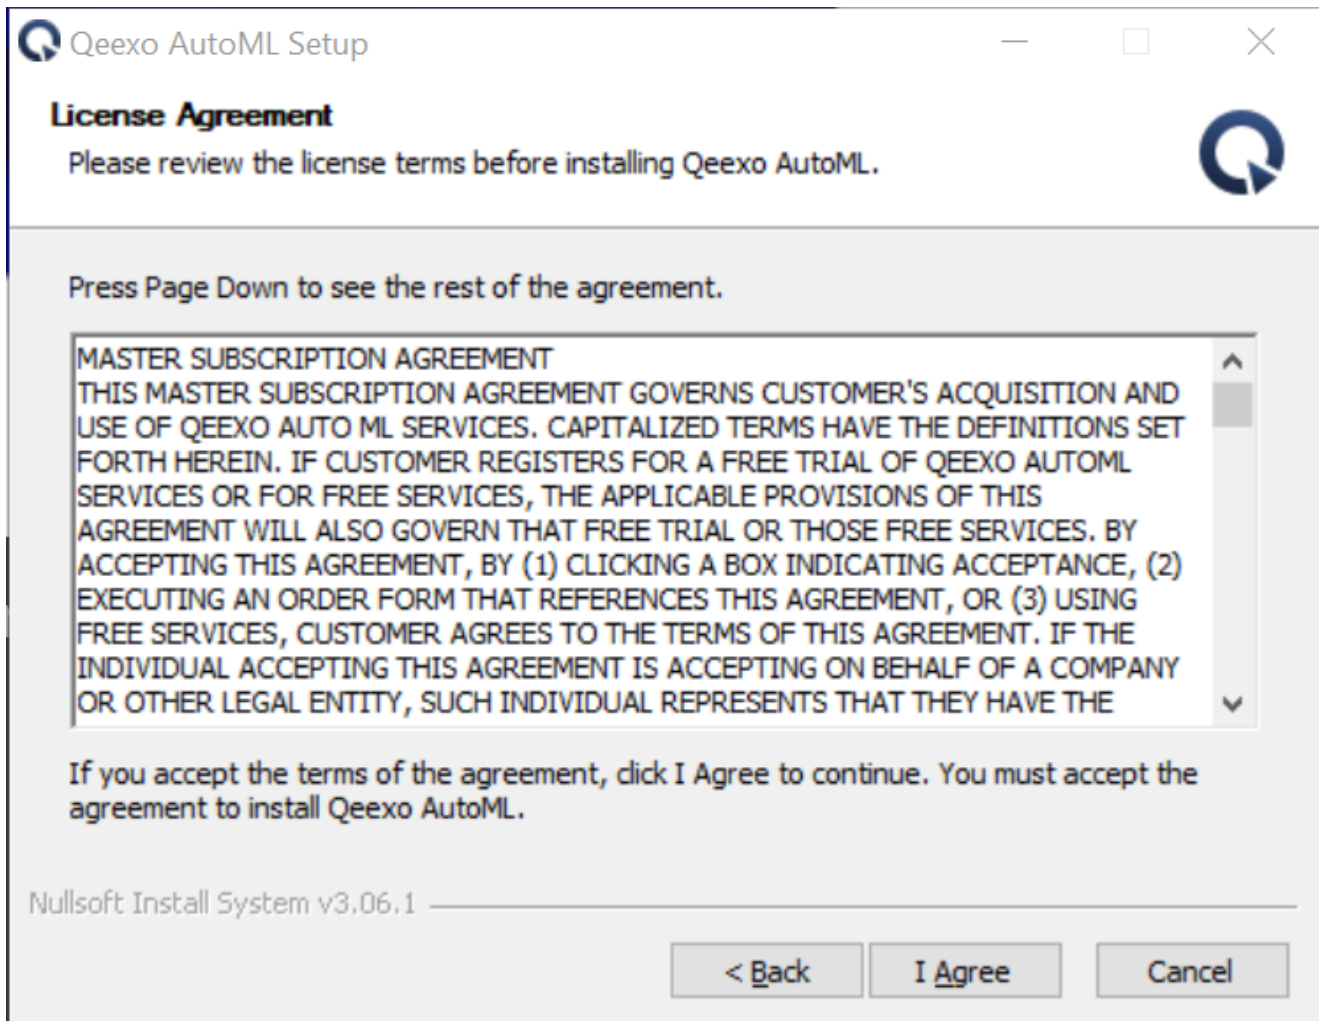 Qeexo AutoML Setup
License Agreement
Please review the license terms before installing Qeexo AutoML.
Press Page Down to see the rest of the agreement.
MASTER SUBSCRIPTION AGREEMENT
THIS MASTER SUBSCRIPTION AGREEMENT GOVERNS CUSTOMER'S ACQUISITION AND
USE OF QEEXO AUTO ML SERVICES. CAPITALIZED TERMS HAVE THE DEFINITIONS SET
FORTH HEREIN. IF CUSTOMER REGISTERS FOR A FREE TRIAL OF QEEXO AUTOML
SERVICES OR FOR FREE SERVICES, THE APPLICABLE PROVISIONS OF THIS
AGREEMENT WILL ALSO GOVERN THAT FREE TRIAL OR THOSE FREE SERVICES. BY
ACCEPTING THIS AGREEMENT, BY (1) CLICKING A BOX INDICATING ACCEPTANCE, (2)
EXECUTING AN ORDER FORM THAT REFERENCES THIS AGREEMENT, OR (3) USING
FREE SERVICES, CUSTOMER AGREES TO THE TERMS OF THIS AGREEMENT. IF THE
INDIVIDUAL ACCEPTING THIS AGREEMENT IS ACCEPTING ON BEHALF OF A COMPANY
OR OTHER LEGAL ENTITY, SUCH INDIVIDUAL REPRESENTS THAT THEY HAVE THE
If you accept the terms of the agreement, click I Agree to continue. You must accept the
agreement to install Qeexo AutoML.
Nullsoft Install System v3.06.1
< Back
I Agree
Cancel